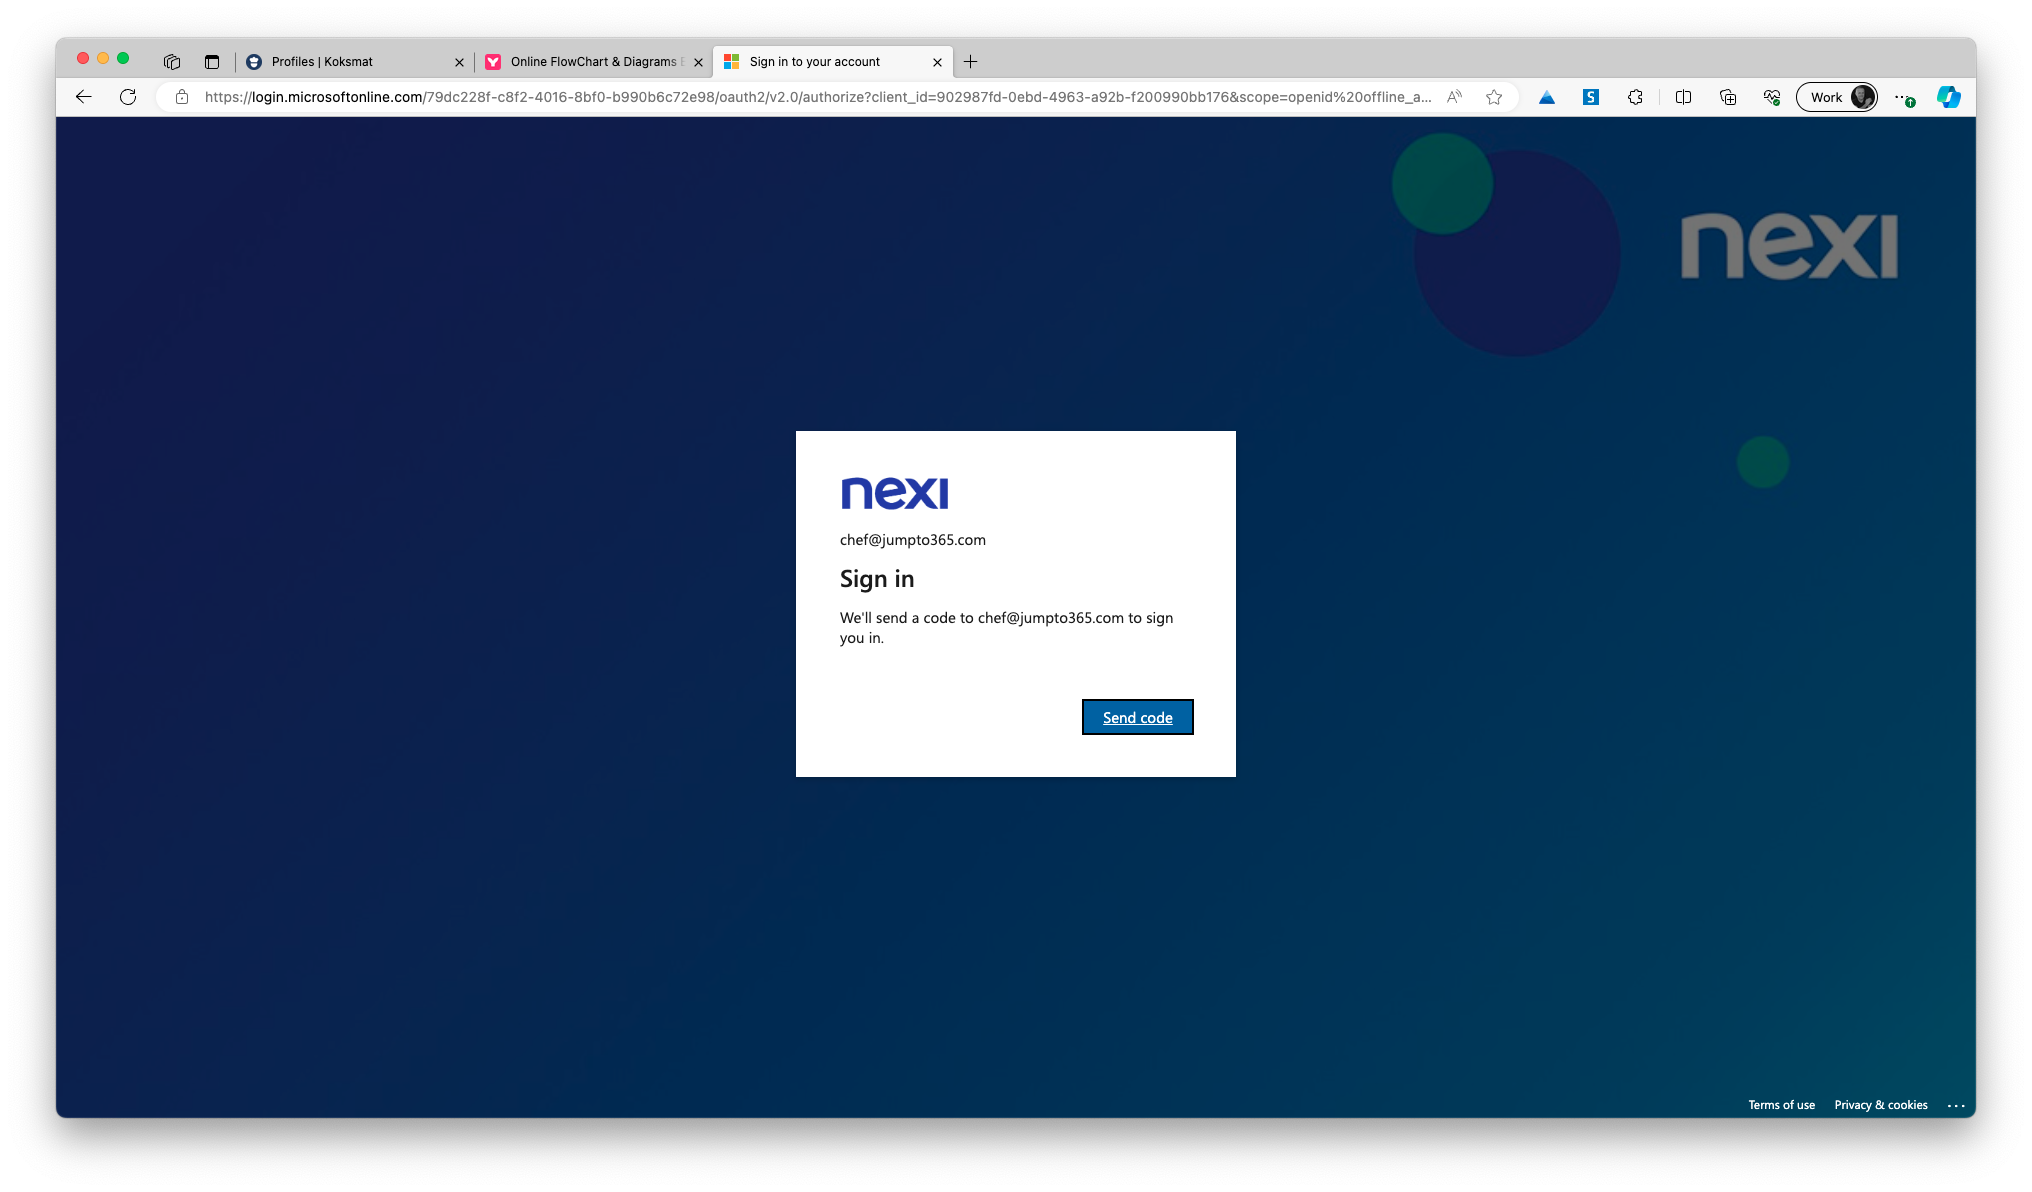 Profiles | Koksmat
Online FlowChart & Diagrams E
Sign in to your account
https://login.microsoftonline.com/79dc228f-c8f2-4016-8bf0-b990b6c72e98/oauth2/v2.0/authorize?client_id=902987fd-0ebd-4963-a92b-f200990bb176&scope=openid%20offline_a...
Work
nexi
nexi
chef@jumpto365.com
Sign in
We'll send a code to chef@jumpto365.com to sign
you in.
Send code
Terms of use Privacy & cookies ...